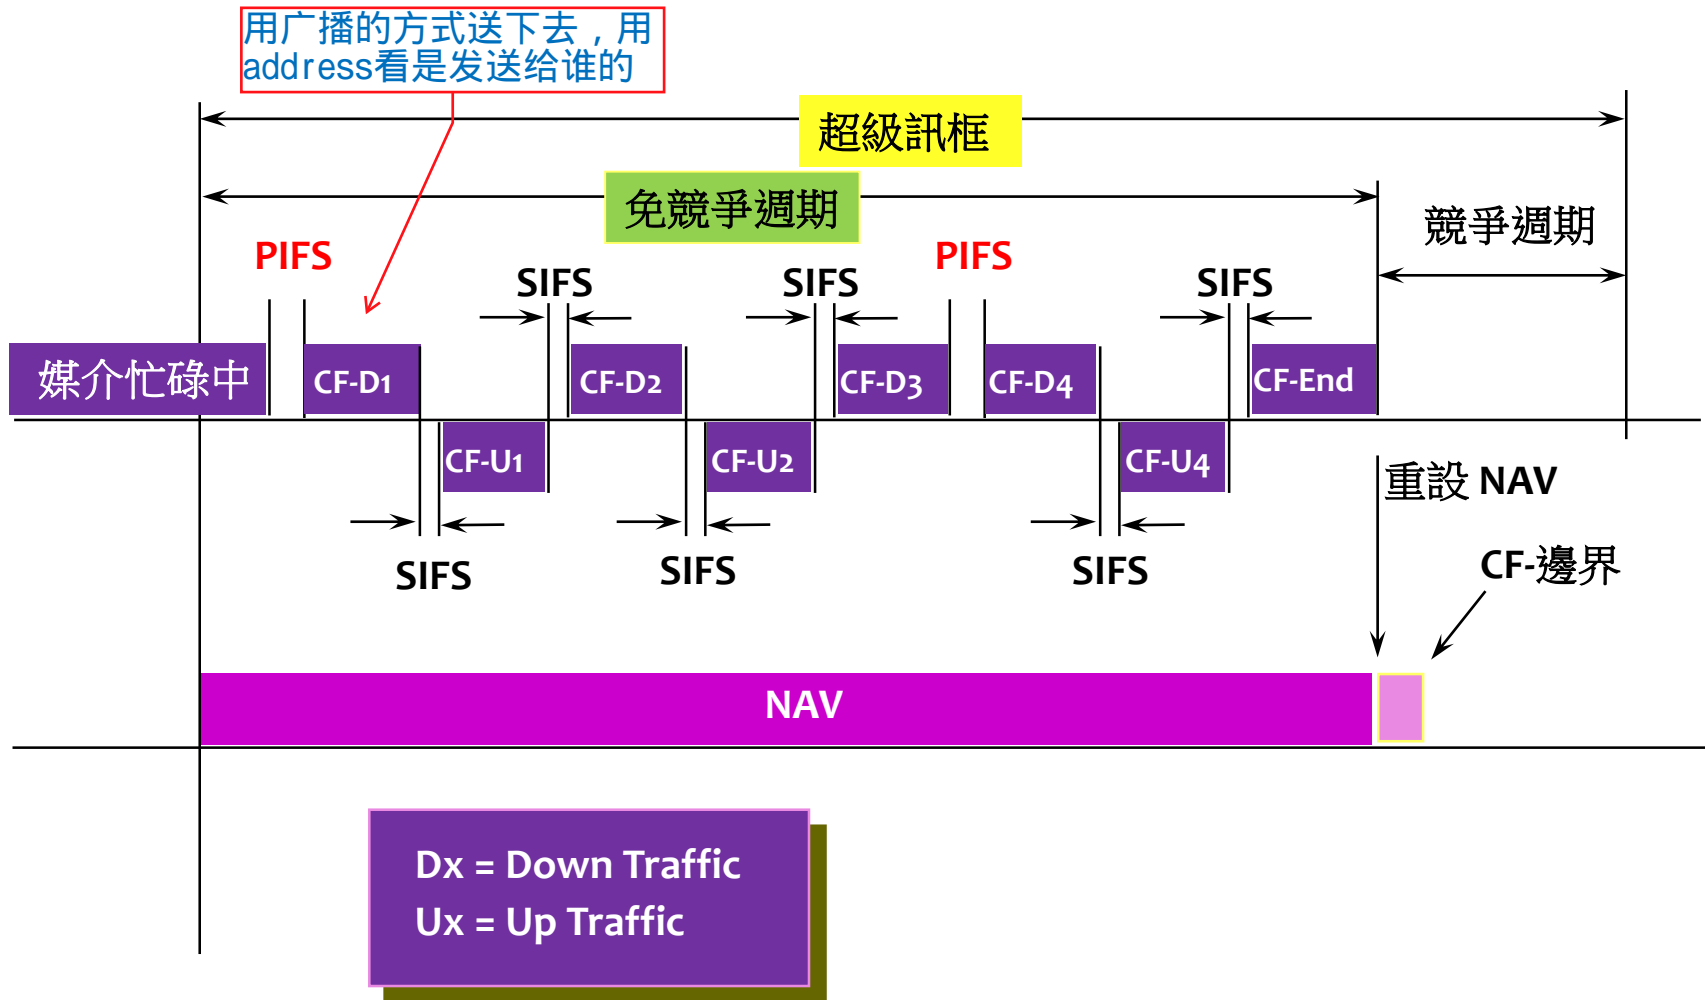 用广播的方式送下去，用
address看是发送给谁的
超級訊框
免競爭週期
競爭週期
PIFS
SIFS
SIFS
PIFS
SIFS
媒介忙碌中
CF-D1
CF-D2
CF-D3
CF-D4
CF-End
CF-U1
CF-U2
CF-U4
重設 NAV
SIFS
SIFS
SIFS
CF-邊界
NAV
Dx = Down Traffic
Ux = Up Traffic